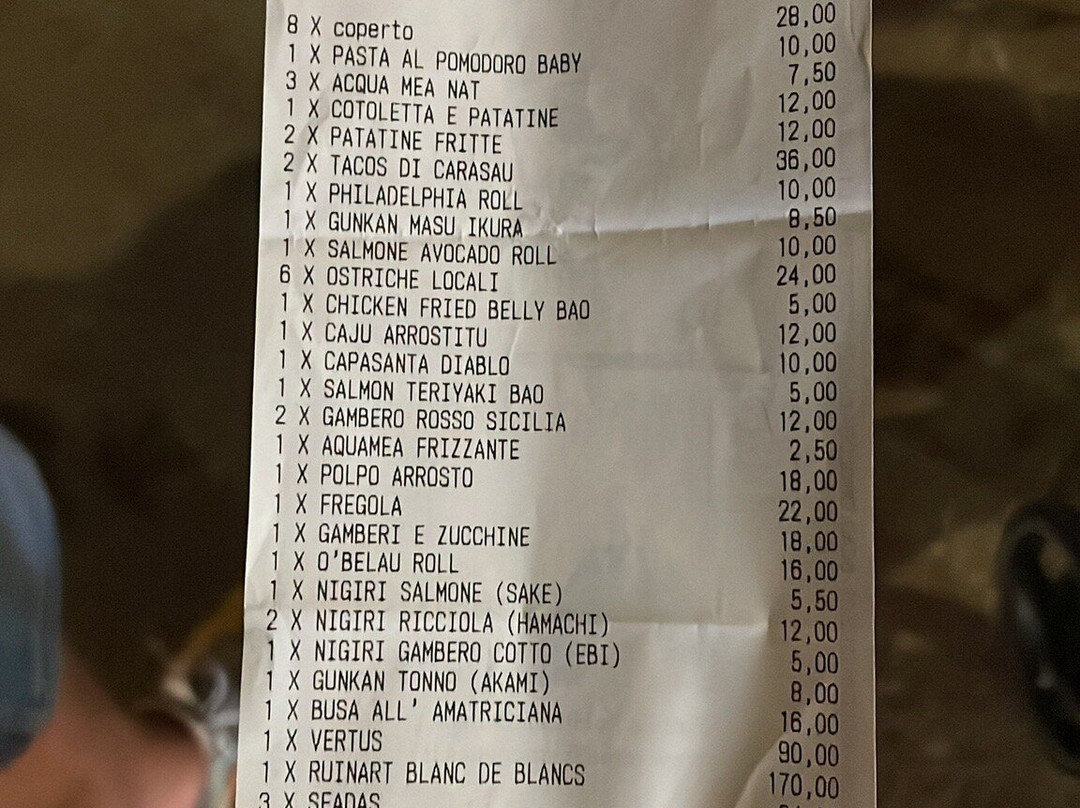 8 X coperto 28,00
1 X PASTA AL POMODORO BABY 10,00
3 X ACQUA MEA NAT 7,50
1 X COTOLETTA E PATATINE 12,00
2 X PATATINE FRITTE 12,00
2 X TACOS DI CARASAU 36,00
1 X PHILADELPHIA ROLL 10,00
1 X GUNKAN MASU IKURA 8,50
1 X SALMONE AVOCADO ROLL 10,00
6 X OSTRICHE LOCALI 24,00
1 X CHICKEN FRIED BELLY BAO 5,00
1 X CAJU ARROSTITU 12,00
1 X CAPASANTA DIABLO 10,00
1 X SALMON TERIYAKI BAO 5,00
2 X GAMBERO ROSSO SICILIA 12,00
1 X AQUAMEA FRIZZANTE 2,50
1 X POLPO ARROSTO 18,00
1 X FREGOLA 22,00
1 X GAMBERI E ZUCCHINE 18,00
1 X O'BELAU ROLL 16,00
1 X NIGIRI SALMONE (SAKE) 5,50
2 X NIGIRI RICCIOLA (HAMACHI) 12,00
1 X NIGIRI GAMBERO COTTO (EBI) 5,00
1 X GUNKAN TONNO (AKAMI) 8,00
1 X BUSA ALL' AMATRICIANA 16,00
1 X VERTUS 90,00
1 X RUINART BLANC DE BLANCS 170,00
3 X SEADAS